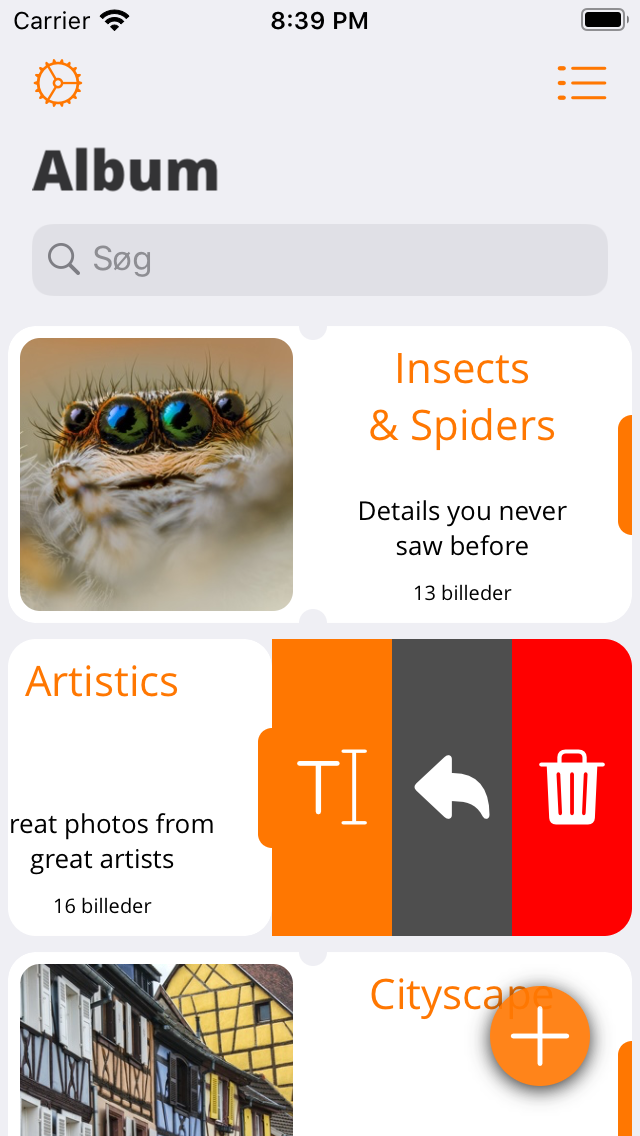 Carrier 8:39 PM
Album
Søg
Insects
& Spiders
Details you never
saw before
13 billeder
Artistics
reat photos from
great artists
16 billeder
Cityscape